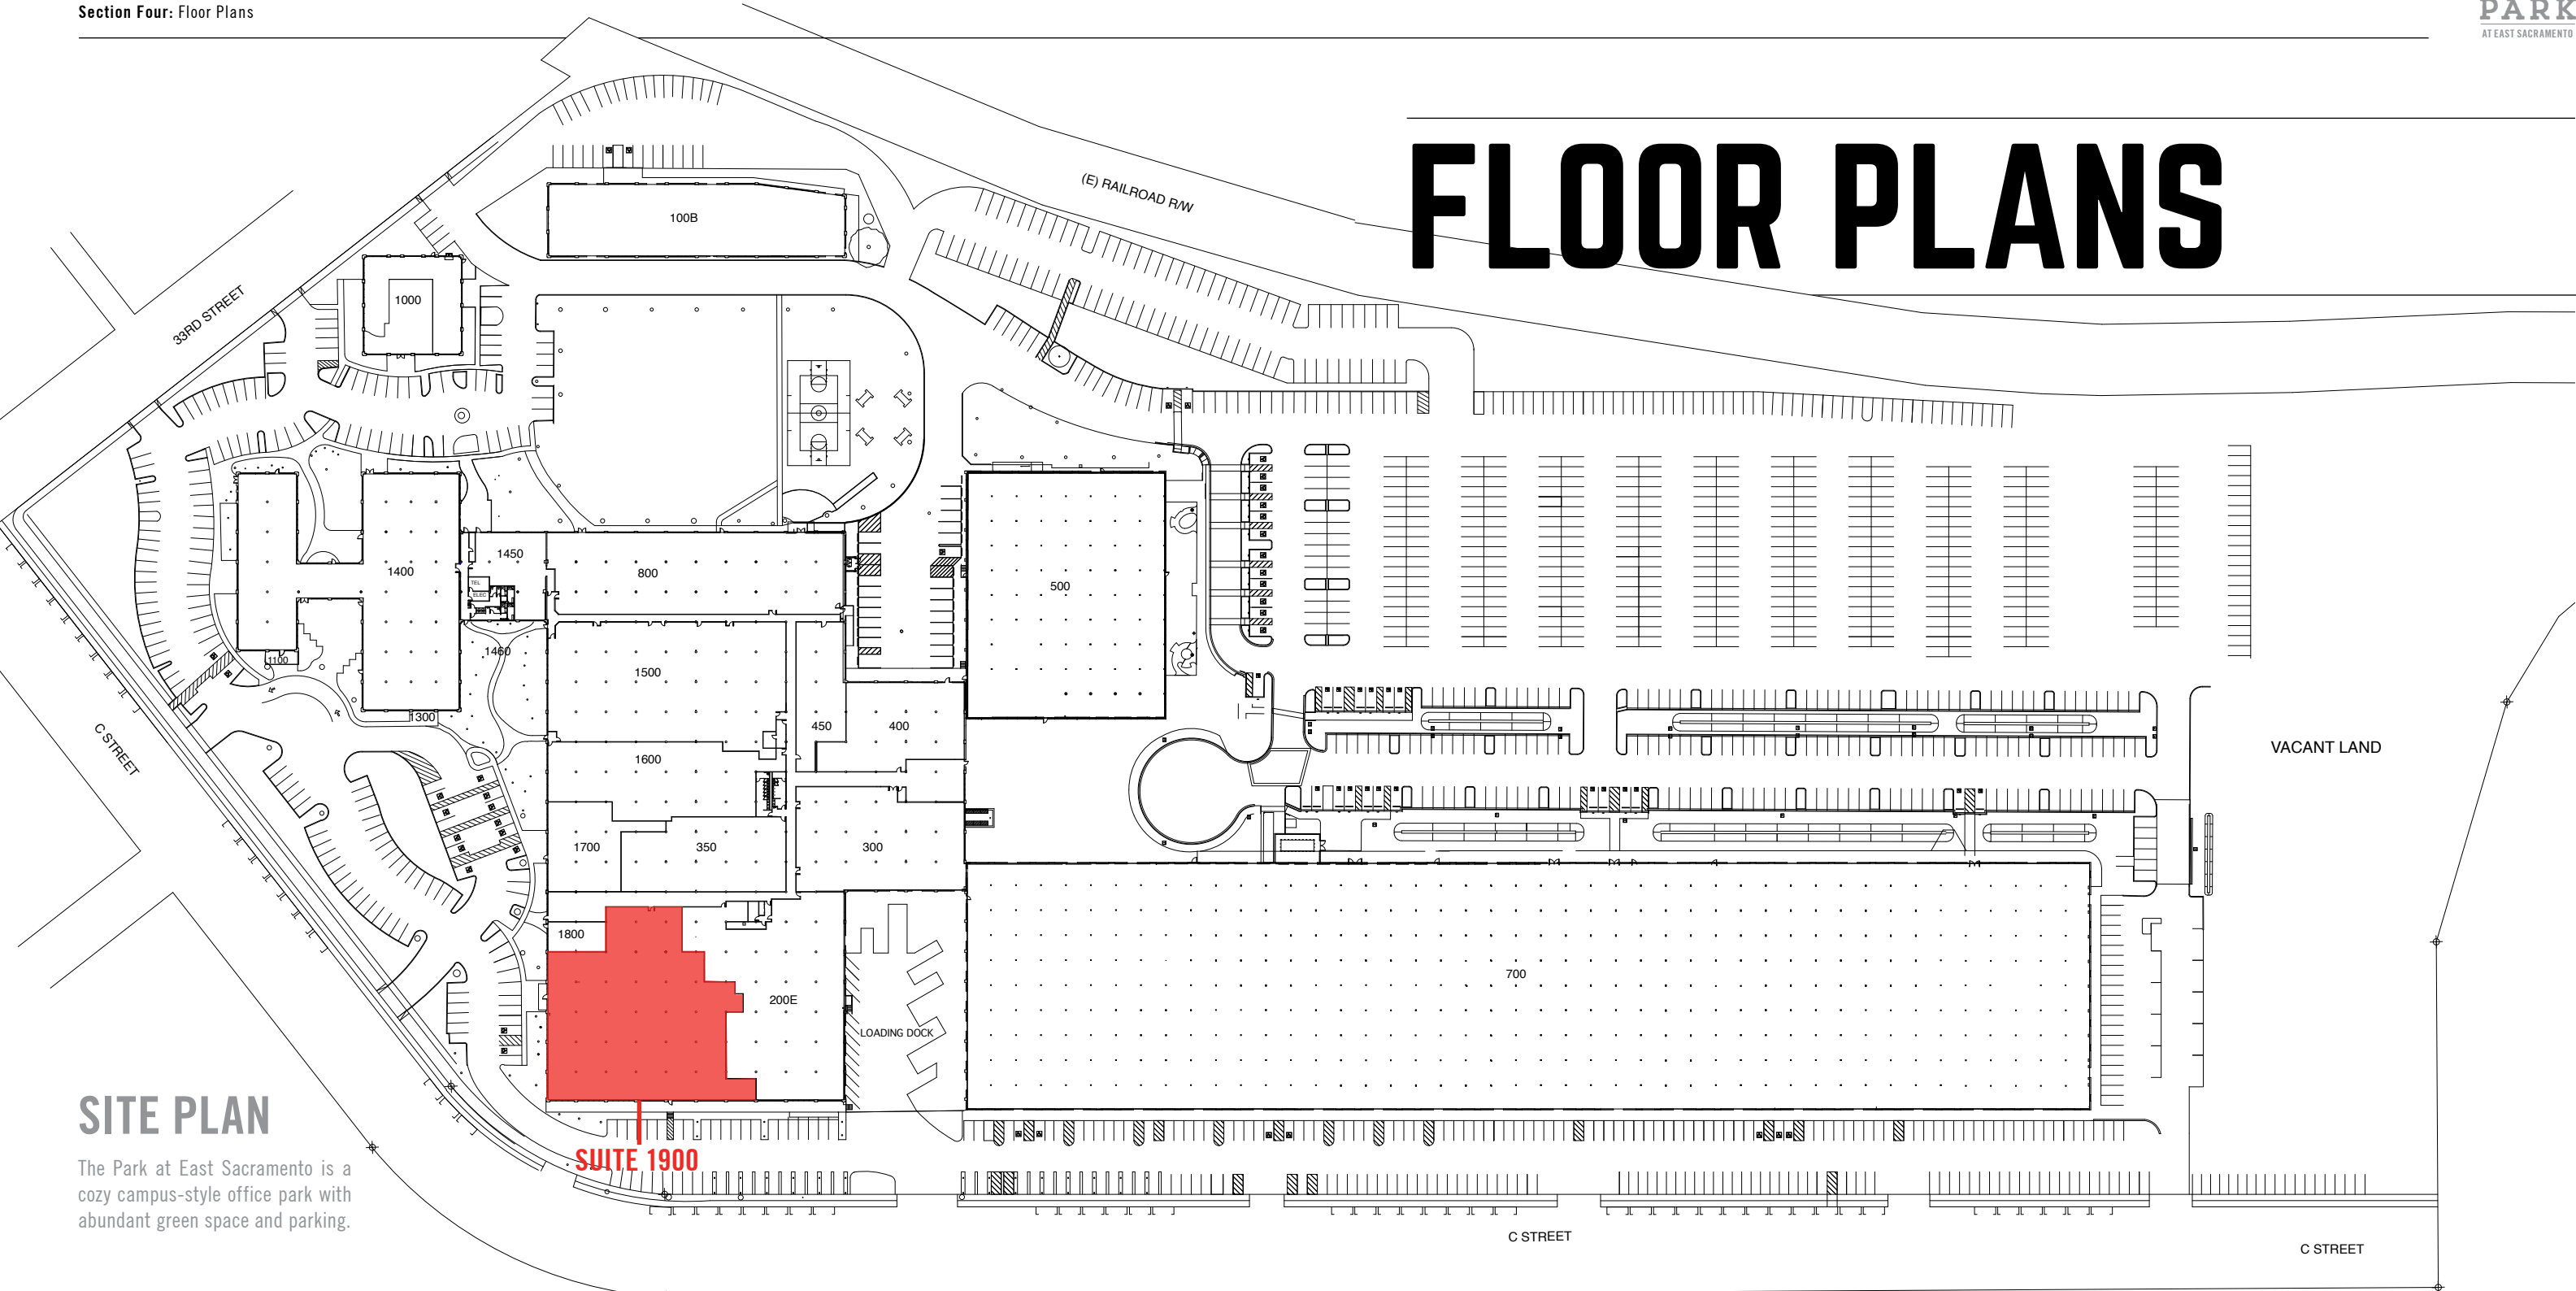 Section Four: Floor Plans
PARK
AT EAST SACRAMENTO
FLOOR PLANS
(E) RAILROAD R/W
33RD STREET
100B
1000
1450
TEL
ELEC
800
1400
500
1100
1460
1500
1300
450
400
C STREET
1600
VACANT LAND
1700
350
300
1800
200E
LOADING DOCK
700
SITE PLAN
The Park at East Sacramento is a
cozy campus-style office park with
abundant green space and parking.
SUITE 1900
C STREET
C STREET